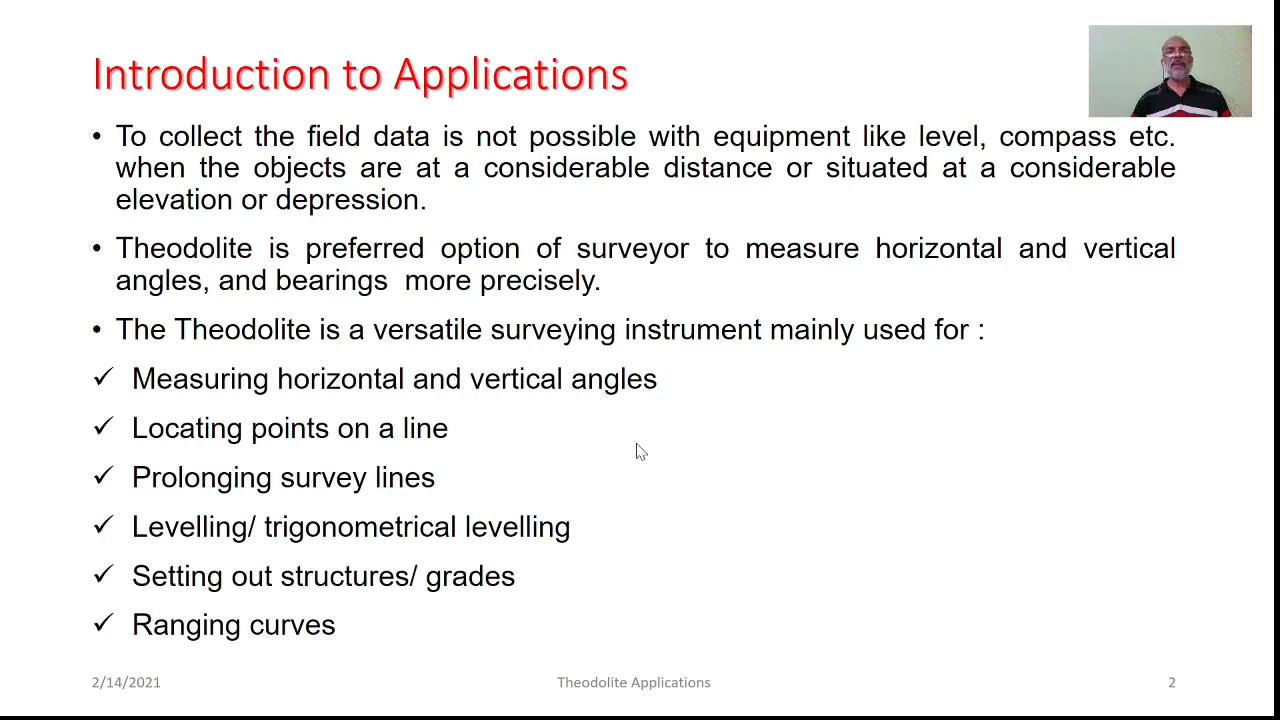 Introduction to Applications
• To collect the field data is not possible with equipment like level, compass etc.
when the objects are at a considerable distance or situated at a considerable
elevation or depression.
• Theodolite is preferred option of surveyor to measure horizontal and vertical
angles, and bearings  more precisely.
• The Theodolite is a versatile surveying instrument mainly used for :
✓ Measuring horizontal and vertical angles
✓ Locating points on a line
✓ Prolonging survey lines
✓ Levelling/ trigonometrical levelling
✓ Setting out structures/ grades
✓ Ranging curves
2/14/2021 Theodolite Applications 2